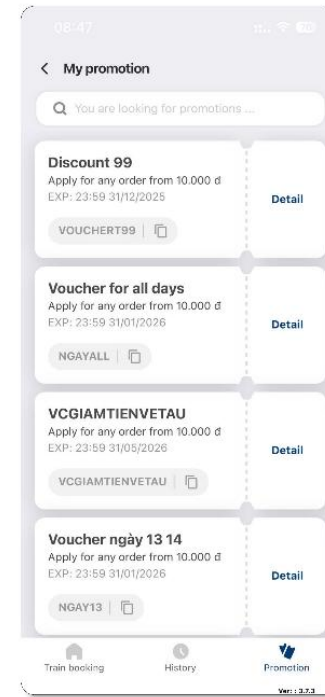 08:47
My promotion
You are looking for promotions ...
Discount 99
Apply for any order from 10.000 đ
EXP: 23:59 31/12/2025
Detail
VOUCHERT99
Voucher for all days
Apply for any order from 10.000 đ
EXP: 23:59 31/01/2026
Detail
NGAYALL
VCGIAMTIENVETAU
Apply for any order from 10.000 đ
EXP: 23:59 31/05/2026
Detail
VCGIAMTIENVETAU
Voucher ngày 13 14
Apply for any order from 10.000 đ
EXP: 23:59 31/01/2026
Detail
NGAY13
Train booking History Promotion
Ver: : 3.7.3